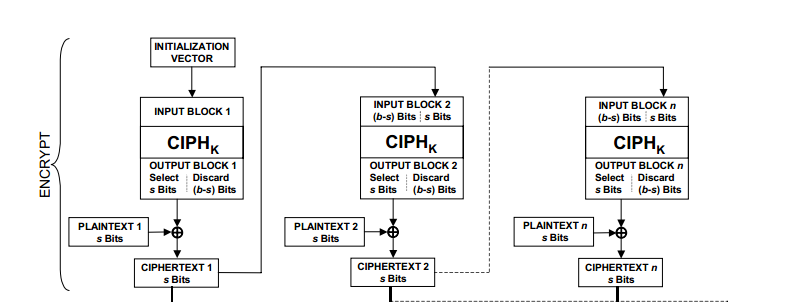 ENCRYPT
INITIALIZATION
VECTOR
INPUT BLOCK 1
CIPHK
OUTPUT BLOCK 1
Select Discard
s Bits (b-s) Bits
PLAINTEXT 1
s Bits
CIPHERTEXT 1
s Bits
INPUT BLOCK 2
(b-s) Bits s Bits
CIPHK
OUTPUT BLOCK 2
Select Discard
s Bits (b-s) Bits
PLAINTEXT 2
s Bits
CIPHERTEXT 2
s Bits
INPUT BLOCK n
(b-s) Bits s Bits
CIPHK
OUTPUT BLOCK n
Select Discard
s Bits (b-s) Bits
PLAINTEXT n
s Bits
CIPHERTEXT n
s Bits